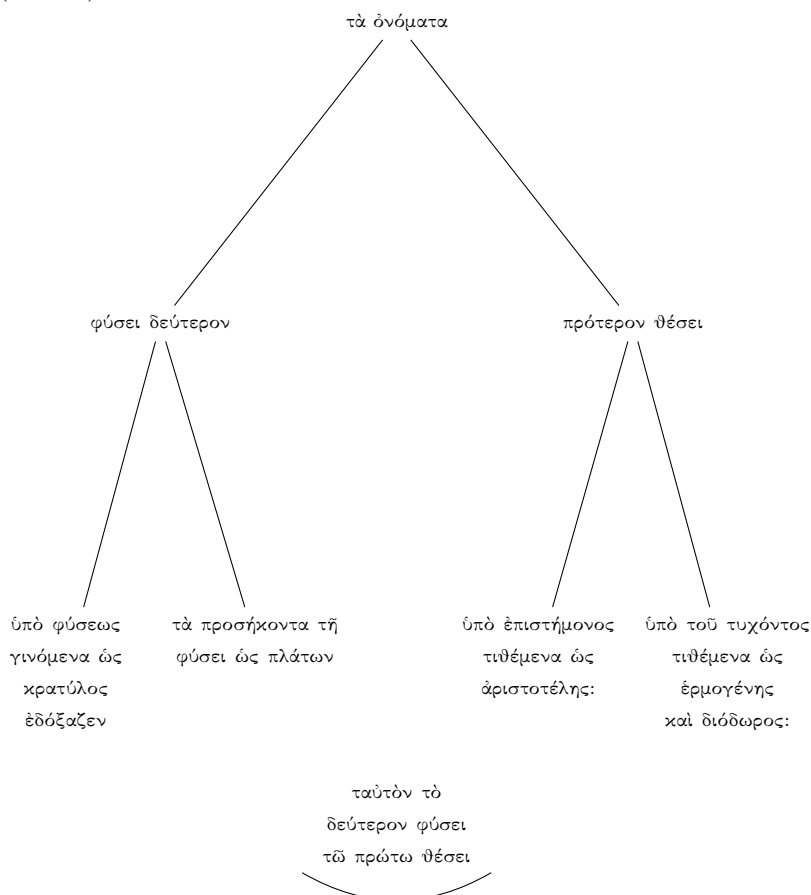 τὰ ὀνόματα
φύσει δεύτερον
πρότερον θέσει
ὑπὸ φύσεως
γινόμενα ὡς
κρατύλος
ἐδόξαζεν
τὰ προσήκοντα τῆ
φύσει ὡς πλάτων
ὑπὸ ἐπιστήμονος
τιθέμενα ὡς
ἀριστοτέλης:
ὑπὸ τοῦ τυχόντος
τιθέμενα ὡς
ἑρμογένης
καὶ διόδωρος:
ταὐτὸν τὸ
δεύτερον φύσει
τῶ πρώτω θέσει